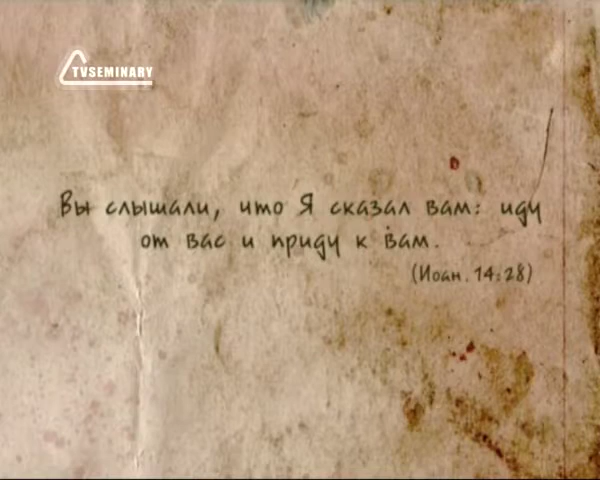 TVSEMINARY
Вы слышали, что Я сказал вам: иду
от вас и приду к вам.
(Иоан. 14:28)